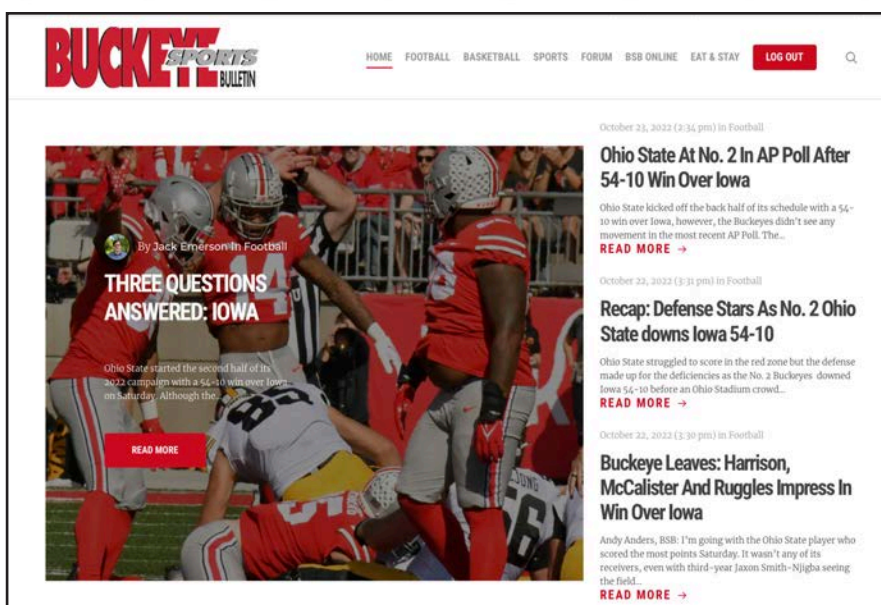 BUCKEYE
SPORTS
BULLETIN
HOME FOOTBALL BASKETBALL SPORTS FORUM BSB ONLINE EAT & STAY LOG OUT
By Jack Emerson In Football
THREE QUESTIONS
ANSWERED: IOWA
Ohio State started the second half of its
2022 campaign with a 54-10 win over Iowa
on Saturday. Although the...
READ MORE
14
85
56
October 23, 2022 (2:34 pm) in Football
Ohio State At No. 2 In AP Poll After
54-10 Win Over Iowa
Ohio State kicked off the back half of its schedule with a 54-
10 win over Iowa, however, the Buckeyes didn't see any
movement in the most recent AP Poll. The...
READ MORE →
October 22, 2022 (3:31 pm) in Football
Recap: Defense Stars As No. 2 Ohio
State downs Iowa 54-10
Ohio State struggled to score in the red zone but the defense
made up for the deficiencies as the No. 2 Buckeyes downed
Iowa 54-10 before an Ohio Stadium crowd...
READ MORE →
October 22, 2022 (3:30 pm) in Football
Buckeye Leaves: Harrison,
McCalister And Ruggles Impress In
Win Over Iowa
Andy Anders, BSB: I'm going with the Ohio State player who
scored the most points Saturday. It wasn't any of its
receivers, even with third-year Jaxon Smith-Njigba seeing
the field...
READ MORE →